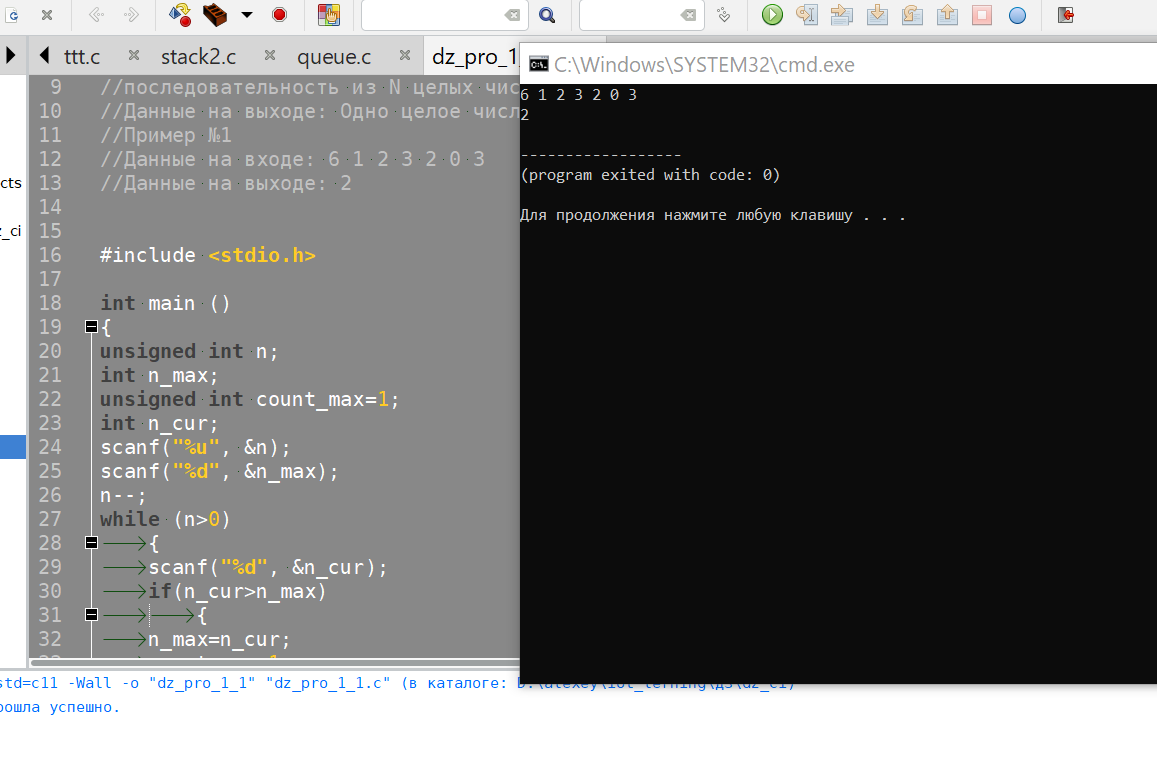 ttt.c stack2.c queue.c dz_pro_1_
C:\Windows\SYSTEM32\cmd.exe
9 //последовательность из N целых чис
10 //Данные на выходе: Одно целое числ
11 //Пример №1
12 //Данные на входе: 6 1 2 3 2 0 3
13 //Данные на выходе: 2
14
15
16 #include <stdio.h>
17
18 int main ()
19 {
20 unsigned int n;
21 int n_max;
22 unsigned int count_max=1;
23 int n_cur;
24 scanf("%u", &n);
25 scanf("%d", &n_max);
26 n--;
27 while (n>0)
28 {
29 scanf("%d", &n_cur);
30 if(n_cur>n_max)
31 {
32 n_max=n_cur;
cts
z_ci
6 1 2 3 2 0 3
2
------------------
(program exited with code: 0)
Для продолжения нажмите любую клавишу . . .
std=c11 -Wall -o "dz_pro_1_1" "dz_pro_1_1.c" (в каталоге:
рошла успешно.